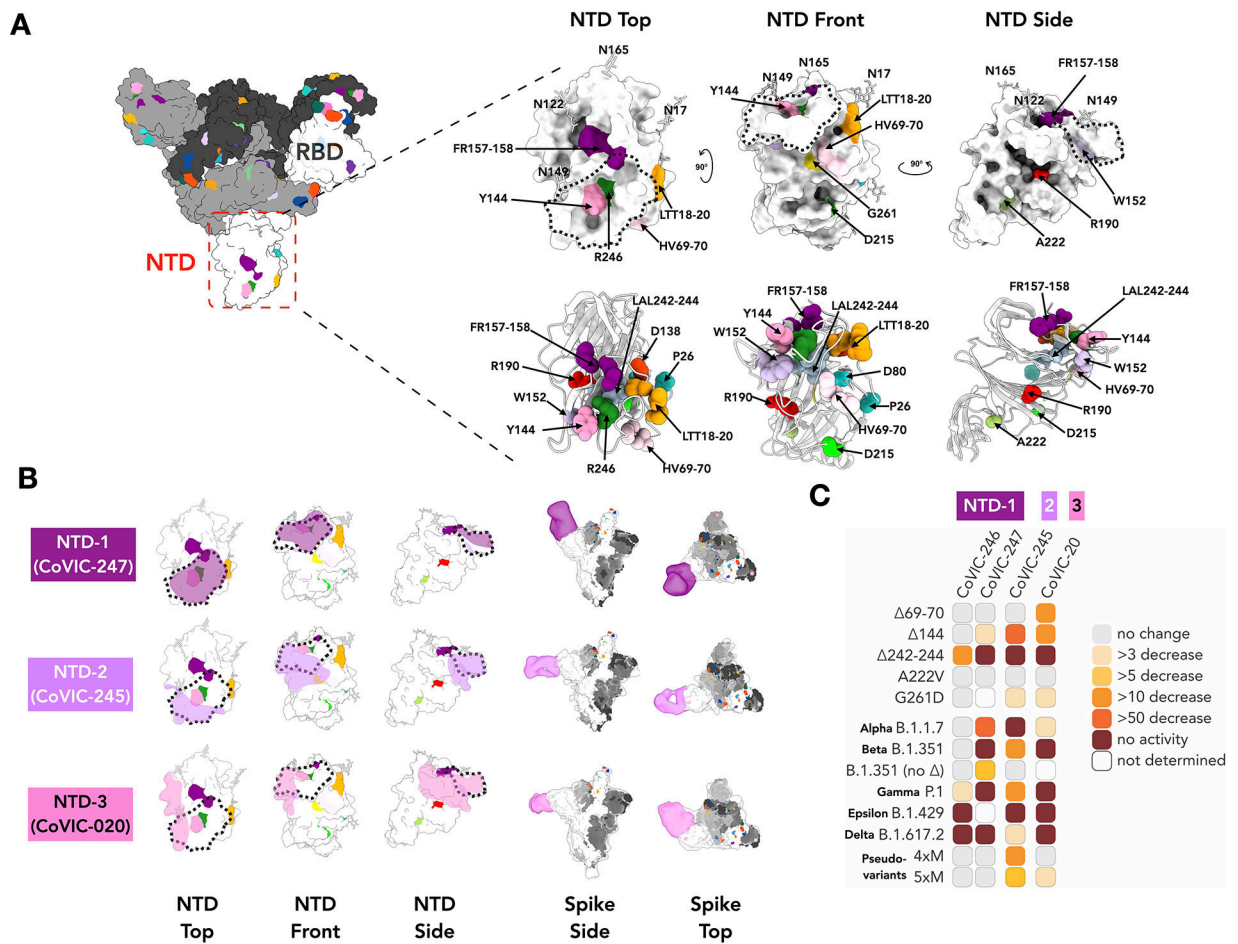 A
NTD Top
NTD Front
NTD Side
RBD
NTD
N165
N122
N17
FR157-158
N149
Y144
LTT18-20
HV69-70
R246
90°
N165
N149
N17
Y144
LTT18-20
HV69-70
G261
D215
90°
FR157-158
N165
N122
N149
W152
R190
A222
LAL242-244
FR157-158
D138
R190
P26
W152
Y144
LTT18-20
R246
HV69-70
FR157-158
LAL242-244
Y144
LTT18-20
W152
D80
R190
P26
HV69-70
D215
FR157-158
LAL242-244
Y144
W152
HV69-70
R190
D215
A222
B
NTD-1
(CoVIC-247)
NTD-2
(CoVIC-245)
NTD-3
(CoVIC-020)
NTD
Top
NTD
Front
NTD
Side
Spike
Side
Spike
Top
C
NTD-1 2 3
CoVIC-246
CoVIC-247
CoVIC-245
CoVIC-20
Δ69-70
Δ144
Δ242-244
A222V
G261D
Alpha B.1.1.7
Beta B.1.351
B.1.351 (no Δ)
Gamma P.1
Epsilon B.1.429
Delta B.1.617.2
Pseudo-
variants
4xM
5xM
no change
>3 decrease
>5 decrease
>10 decrease
>50 decrease
no activity
not determined